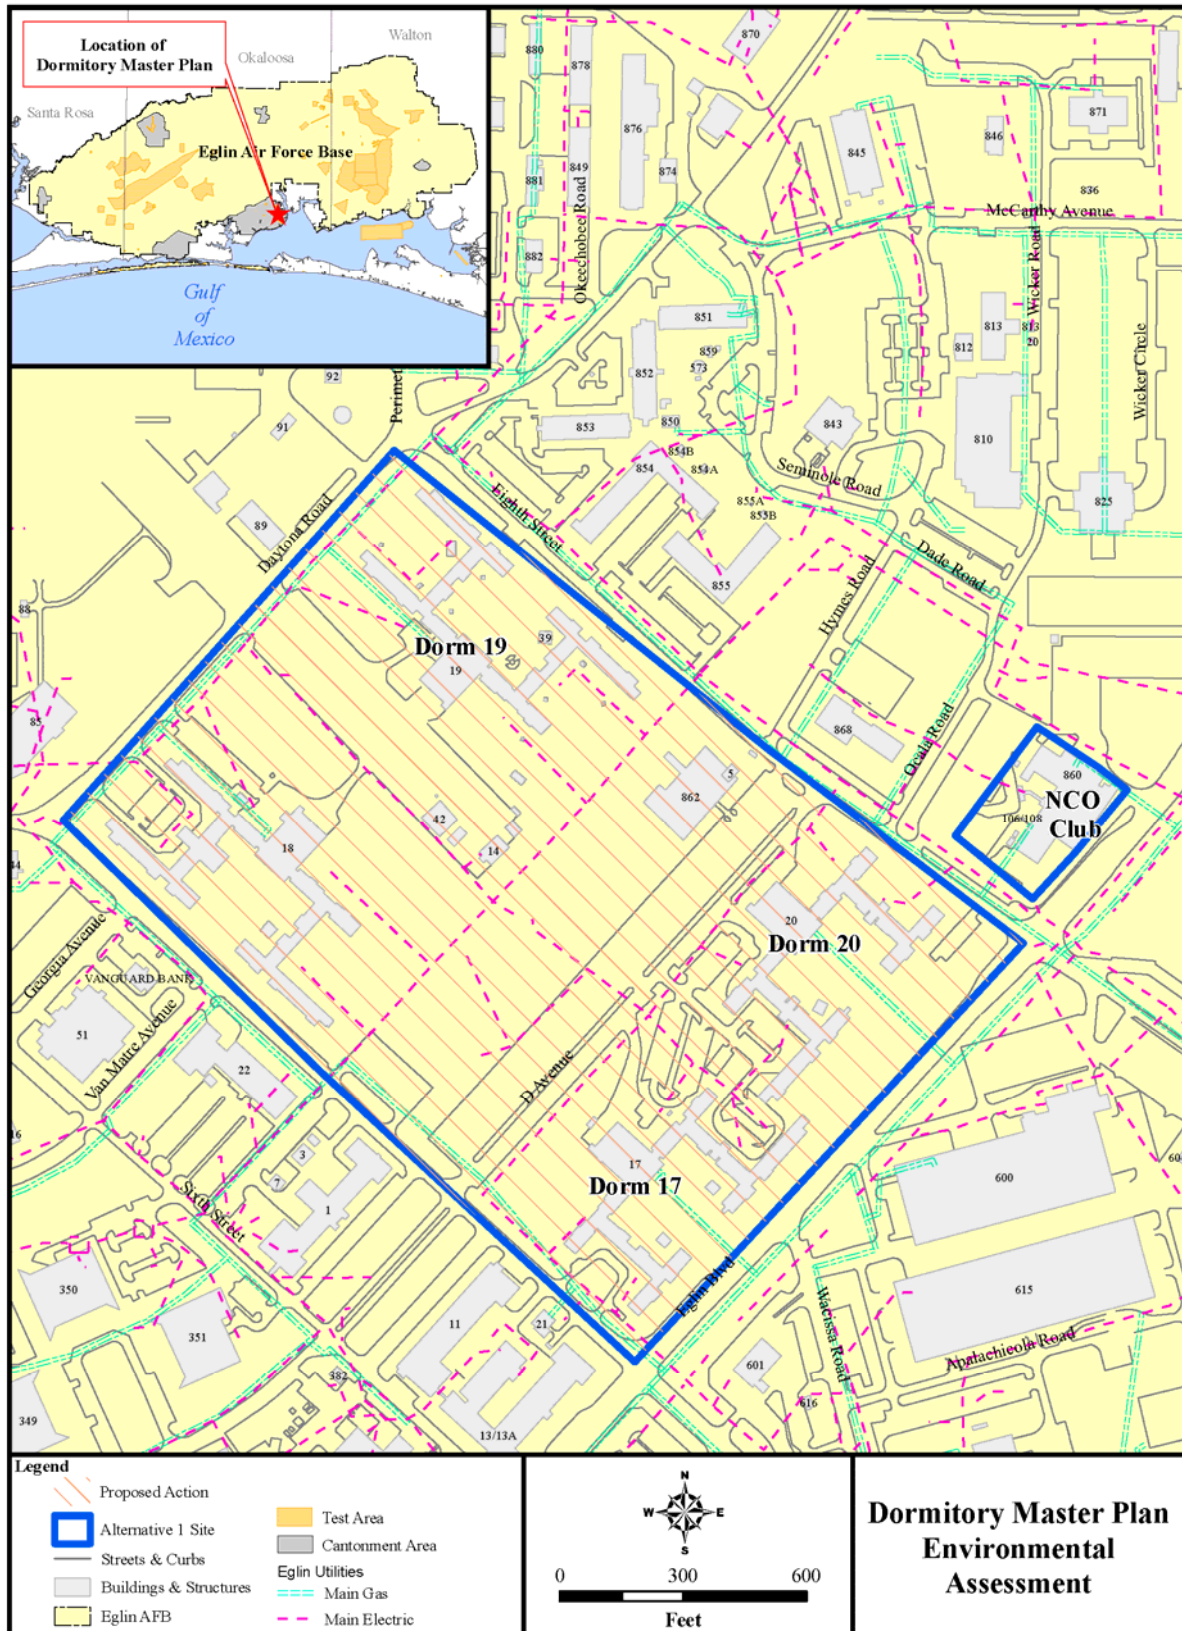 Location of
Dormitory Master Plan
Walton
Okaloosa
Santa Rosa
Eglin Air Force Base
Gulf
of
Mexico
880
878
870
876
871
846
845
849
874
881
836
McCarthy Avenue
Okeechobee Road
882
Wicker Road
851
813
813
20
812
859
573
852
92
Wicker Circle
843
850
853
91
810
854B
854
854A
Seminole Road
825
855A
855B
Eighth Street
89
Daytona Road
Dade Road
855
Hymes Road
88
39
Dorm 19
19
85
868
Ocala Road
5
860
862
NCO
Club
106/108
42
14
18
20
Dorm 20
Georgia Avenue
VANGUARD BANK
51
Van Matre Avenue
22
D Avenue
3
7
1
17
Dorm 17
600
Sixth Street
350
351
11
21
Eglin Blvd
615
Wacissa Road
Apalachicola Road
601
382
616
349
13/13A
Legend
Proposed Action
Alternative 1 Site
Streets & Curbs
Buildings & Structures
Eglin AFB
Test Area
Cantonment Area
Eglin Utilities
Main Gas
Main Electric
N
W E
S
0 300 600
Feet
Dormitory Master Plan
Environmental
Assessment